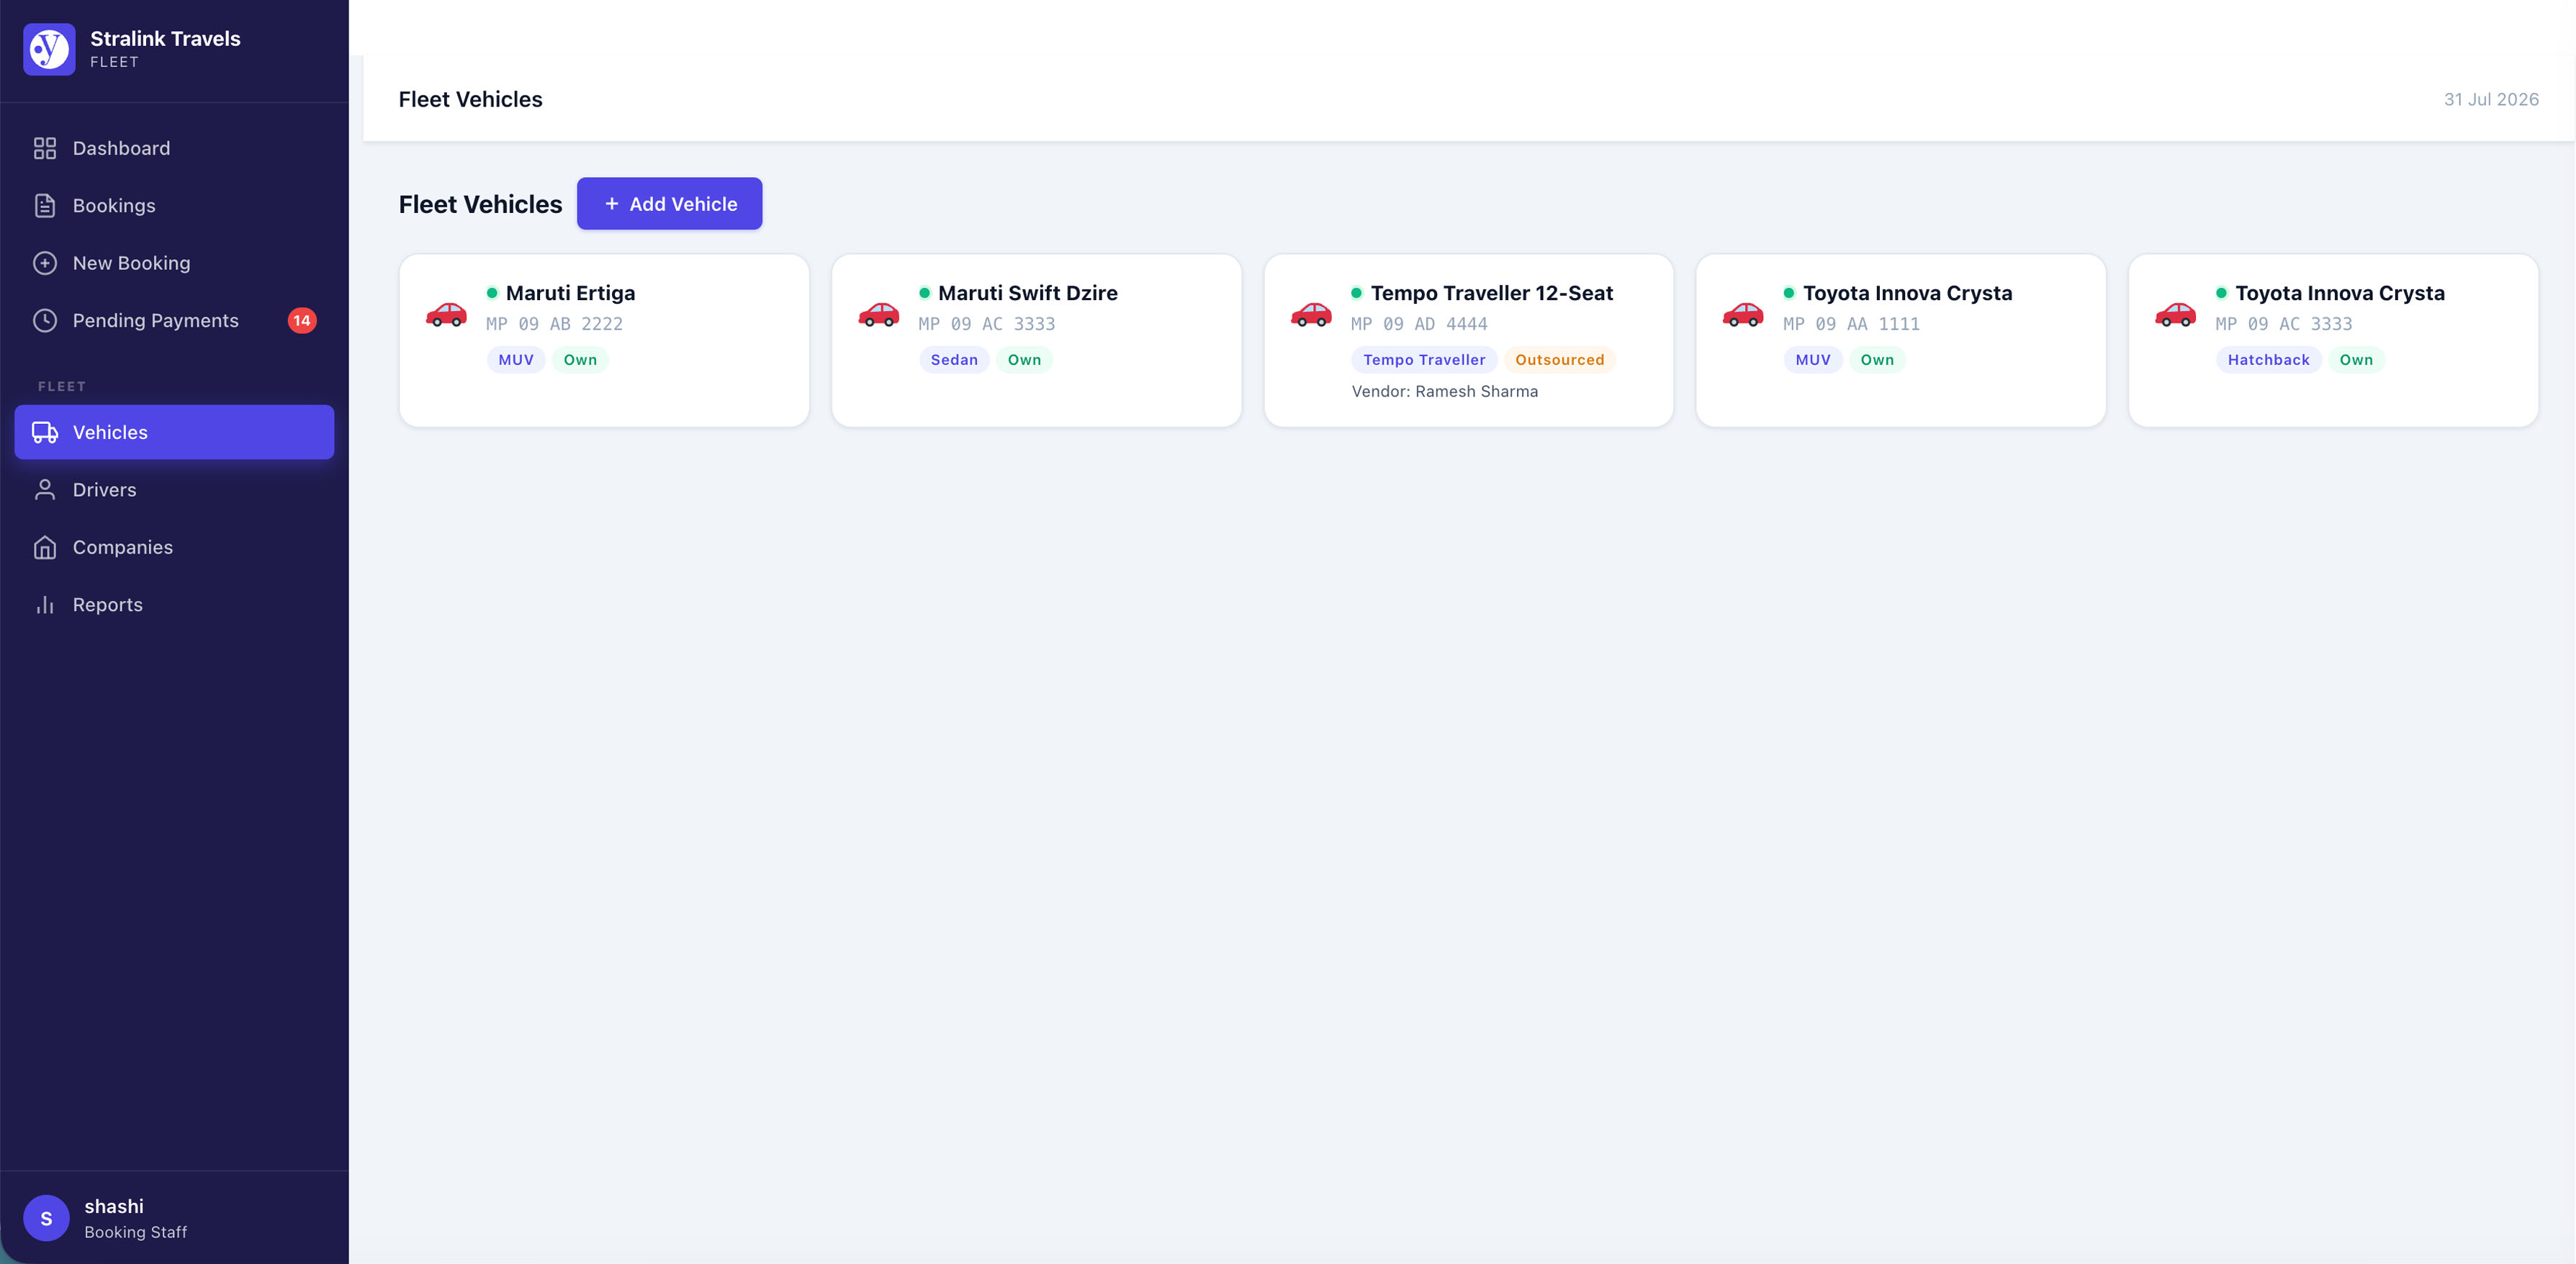 Stralink Travels
FLEET
Dashboard
Bookings
New Booking
Pending Payments 14
FLEET
Vehicles
Drivers
Companies
Reports
S
shashi
Booking Staff
Fleet Vehicles
31 Jul 2026
Fleet Vehicles
+ Add Vehicle
Maruti Ertiga
MP 09 AB 2222
MUV Own
Maruti Swift Dzire
MP 09 AC 3333
Sedan Own
Tempo Traveller 12-Seat
MP 09 AD 4444
Tempo Traveller Outsourced
Vendor: Ramesh Sharma
Toyota Innova Crysta
MP 09 AA 1111
MUV Own
Toyota Innova Crysta
MP 09 AC 3333
Hatchback Own